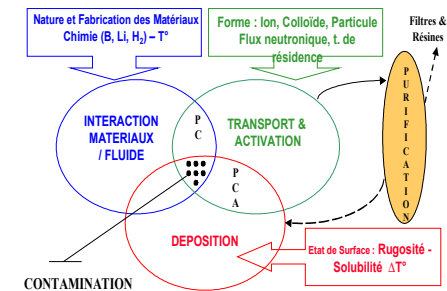 Nature et Fabrication des Matériaux
Chimie (B, Li, H₂) – T°
Forme : Ion, Colloïde, Particule
Flux neutronique, t. de
résidence
Filtres &
Résines
INTERACTION
MATERIAUX
/ FLUIDE
P
C
TRANSPORT &
ACTIVATION
P
U
R
I
F
I
C
A
T
I
O
N
P
C
A
DEPOSITION
Etat de Surface : Rugosité -
Solubilité ΔT°
CONTAMINATION